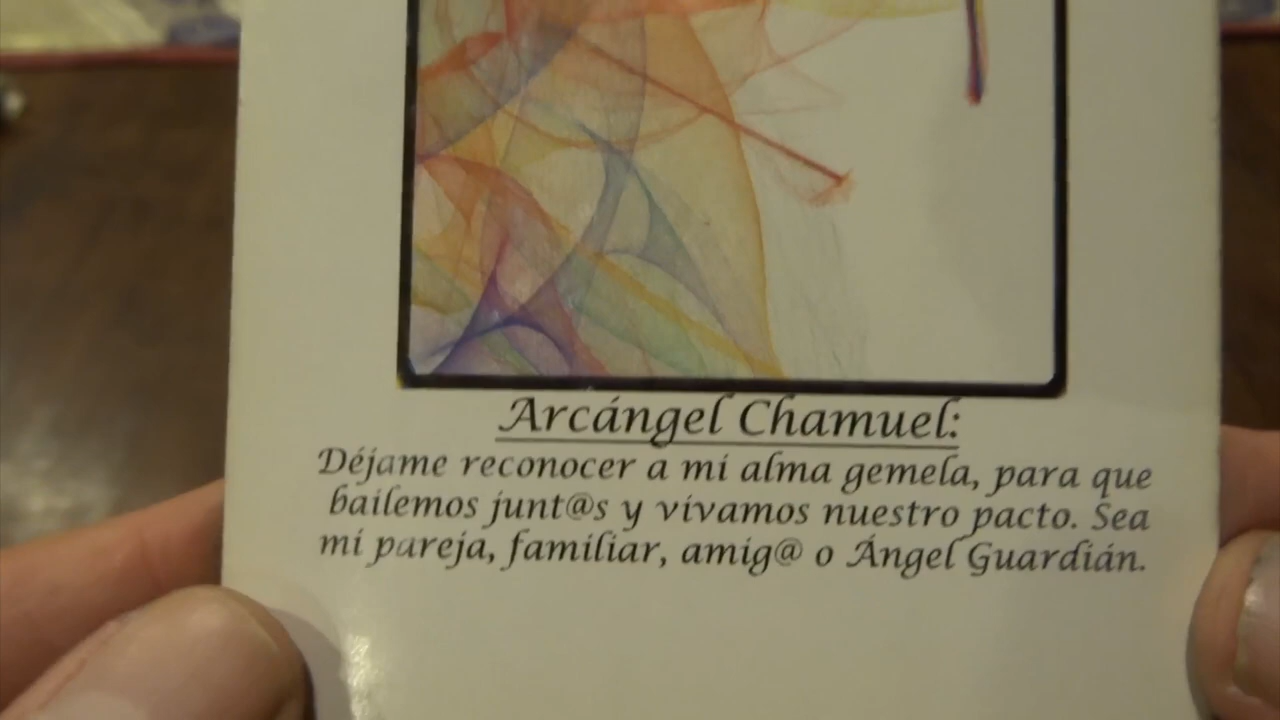 Arcángel Chamuel:
Déjame reconocer a mi alma gemela, para que
bailemos junt@s y vivamos nuestro pacto. Sea
mi pareja, familiar, amig@ o Ángel Guardián.